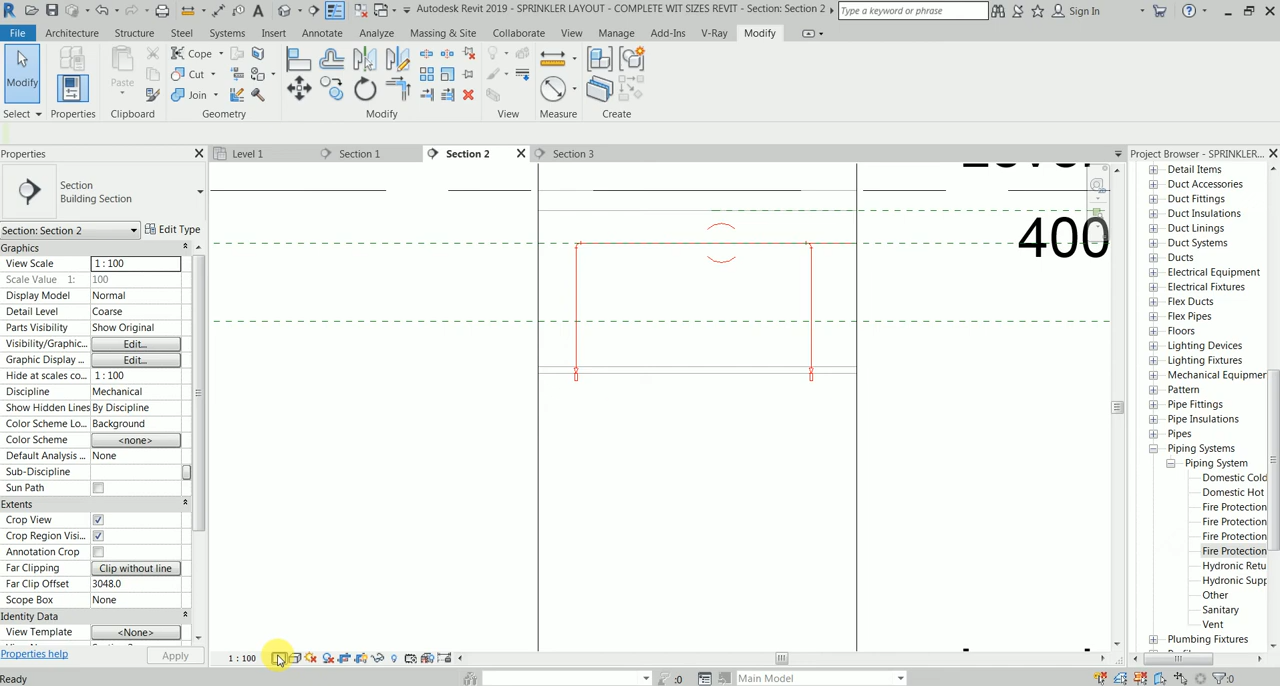 Autodesk Revit 2019 - SPRINKLER LAYOUT - COMPLETE WIT SIZES REVIT - Section: Section 2
Type a keyword or phrase
Sign In
File
Architecture
Structure
Steel
Systems
Insert
Annotate
Analyze
Massing & Site
Collaborate
View
Manage
Add-Ins
V-Ray
Modify
Modify
Paste
Cope
Cut
Join
Select
Properties
Clipboard
Geometry
Modify
View
Measure
Create
Properties
Level 1
Section 1
Section 2
Section 3
Project Browser - SPRINKLER...
Section
Building Section
Section: Section 2
Edit Type
Graphics
View Scale 1 : 100
Scale Value 1: 100
Display Model Normal
Detail Level Coarse
Parts Visibility Show Original
Visibility/Graphic... Edit...
Graphic Display ... Edit...
Hide at scales co... 1 : 100
Discipline Mechanical
Show Hidden Lines By Discipline
Color Scheme Lo... Background
Color Scheme <none>
Default Analysis ... None
Sub-Discipline
Sun Path
Extents
Crop View
Crop Region Visi...
Annotation Crop
Far Clipping Clip without line
Far Clip Offset 3048.0
Scope Box None
Identity Data
View Template <None>
Properties help
Apply
400
Detail Items
Duct Accessories
Duct Fittings
Duct Insulations
Duct Linings
Duct Systems
Ducts
Electrical Equipment
Electrical Fixtures
Flex Ducts
Flex Pipes
Floors
Lighting Devices
Lighting Fixtures
Mechanical Equipmer
Pattern
Pipe Fittings
Pipe Insulations
Pipes
Piping Systems
Piping System
Domestic Cold
Domestic Hot
Fire Protection
Fire Protection
Fire Protection
Fire Protection
Hydronic Retu
Hydronic Supp
Other
Sanitary
Vent
Plumbing Fixtures
1 : 100
Ready
:0
Main Model
:0